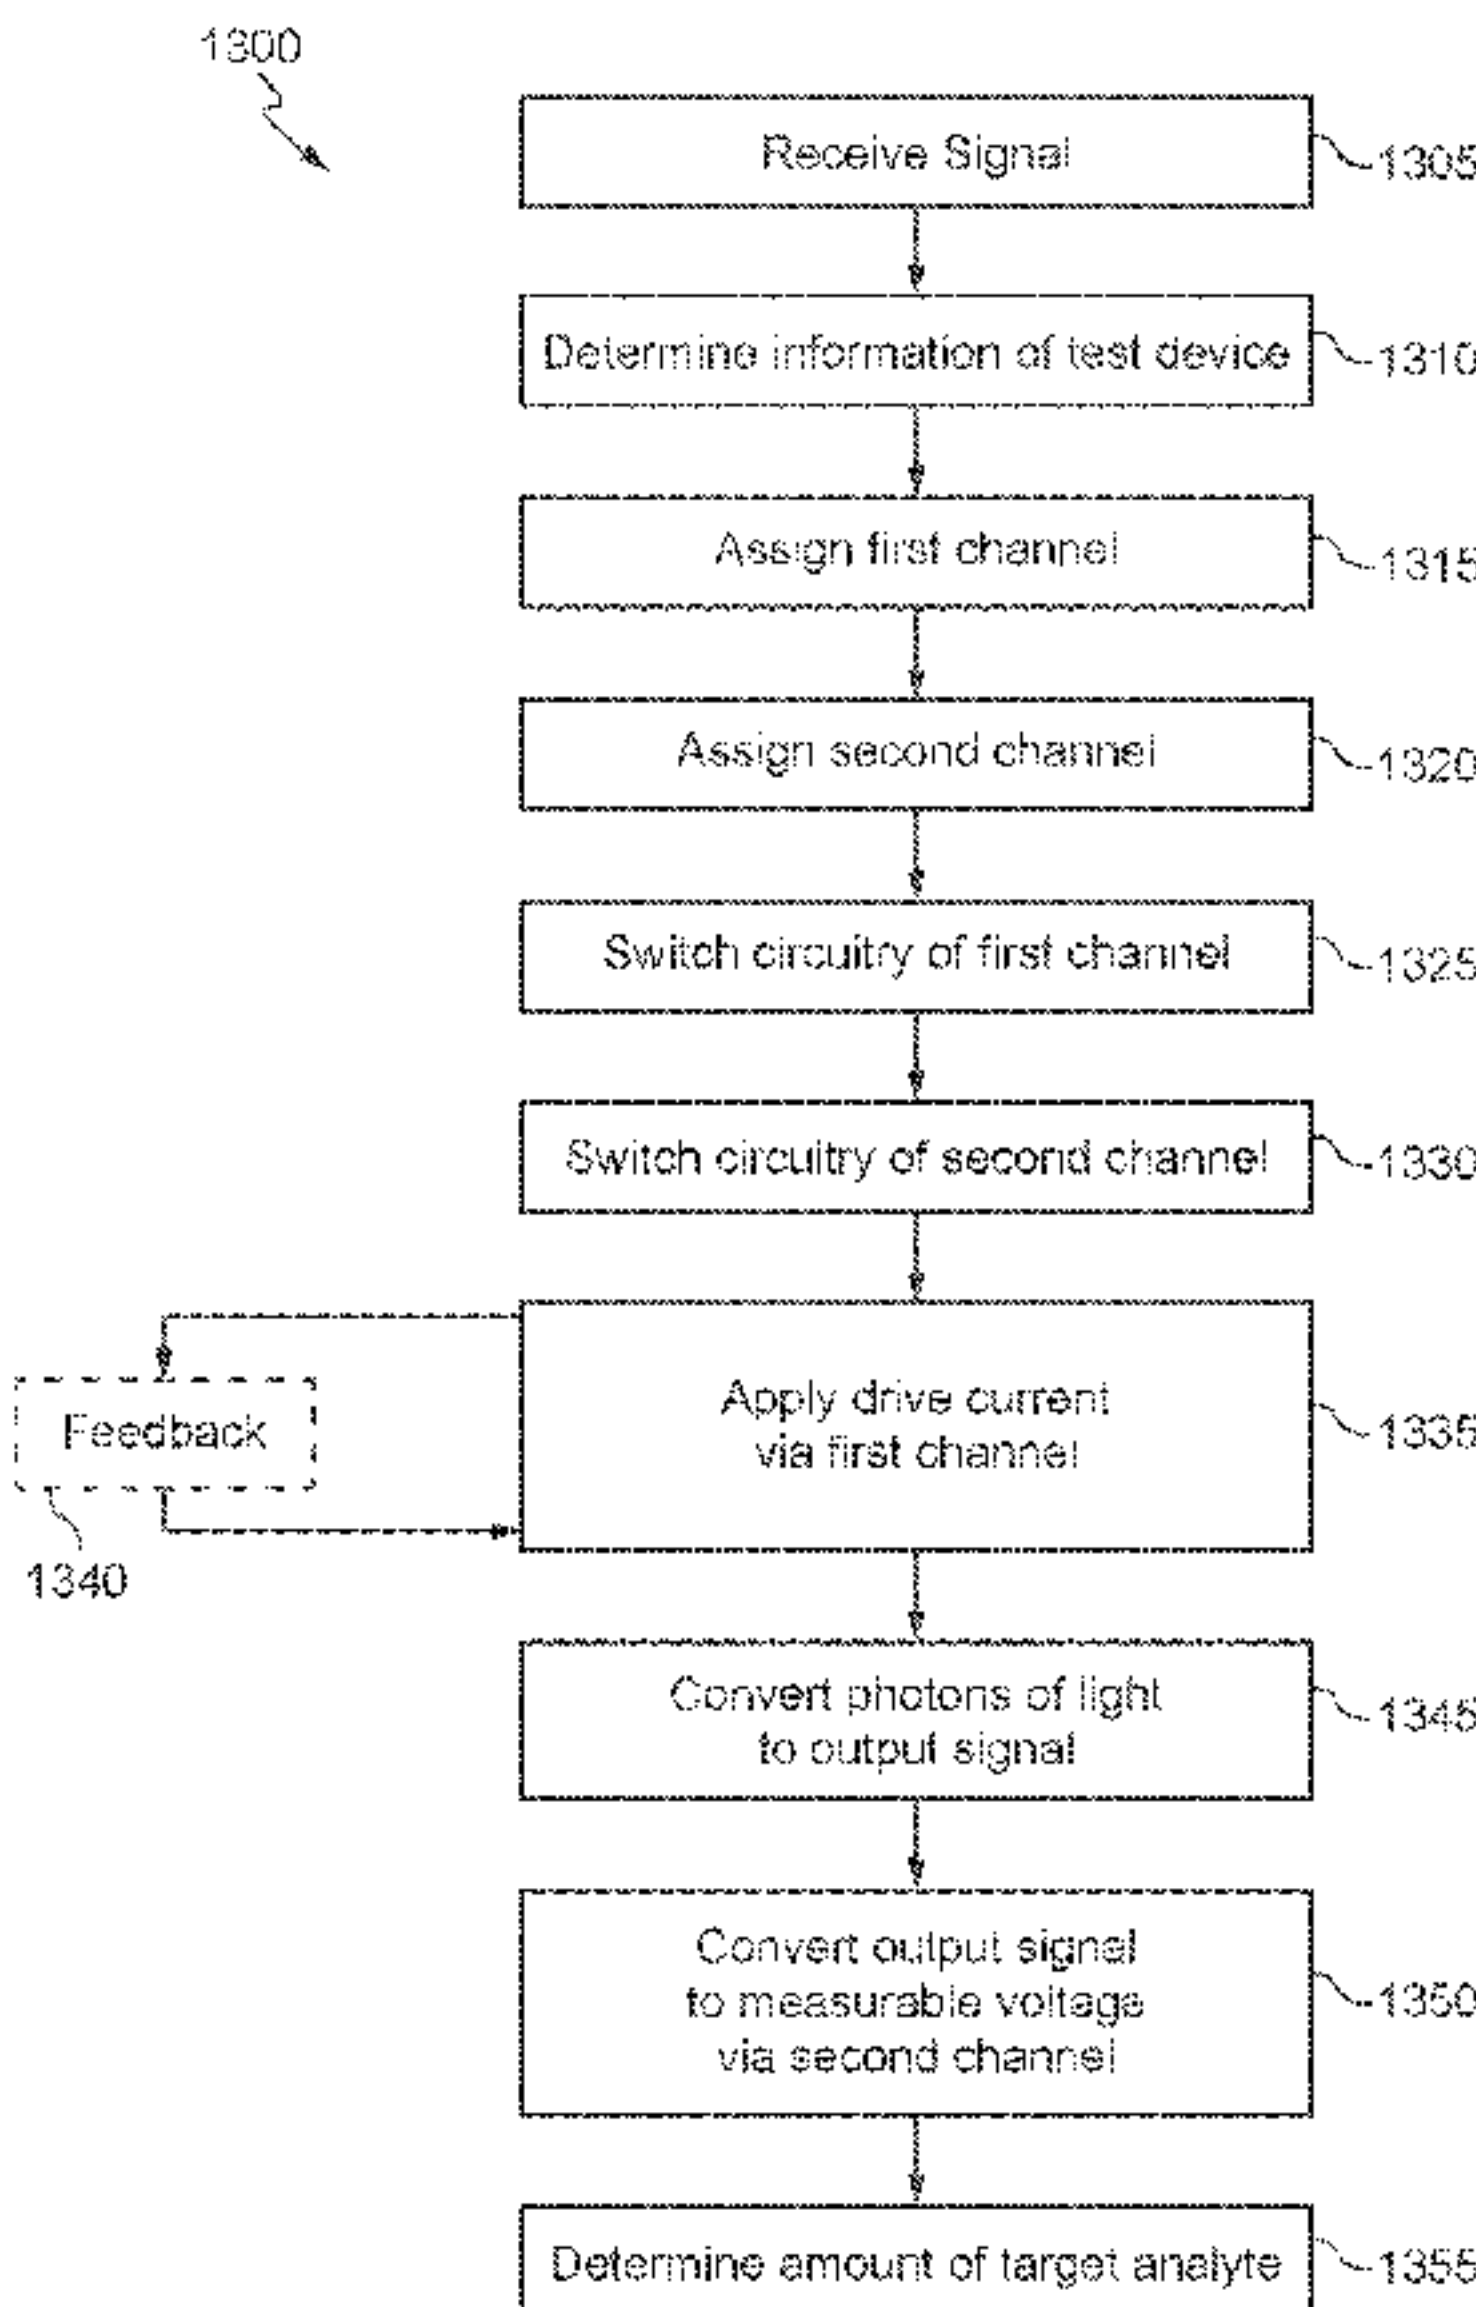 1300
Receive Signal
1305
Determine information of test device
1310
Assign first channel
1315
Assign second channel
1320
Switch circuitry of first channel
1325
Switch circuitry of second channel
1330
Apply drive current
via first channel
1335
Feedback
1340
Convert photons of light
to output signal
1345
Convert output signal
to measurable voltage
via second channel
1350
Determine amount of target analyte
1355